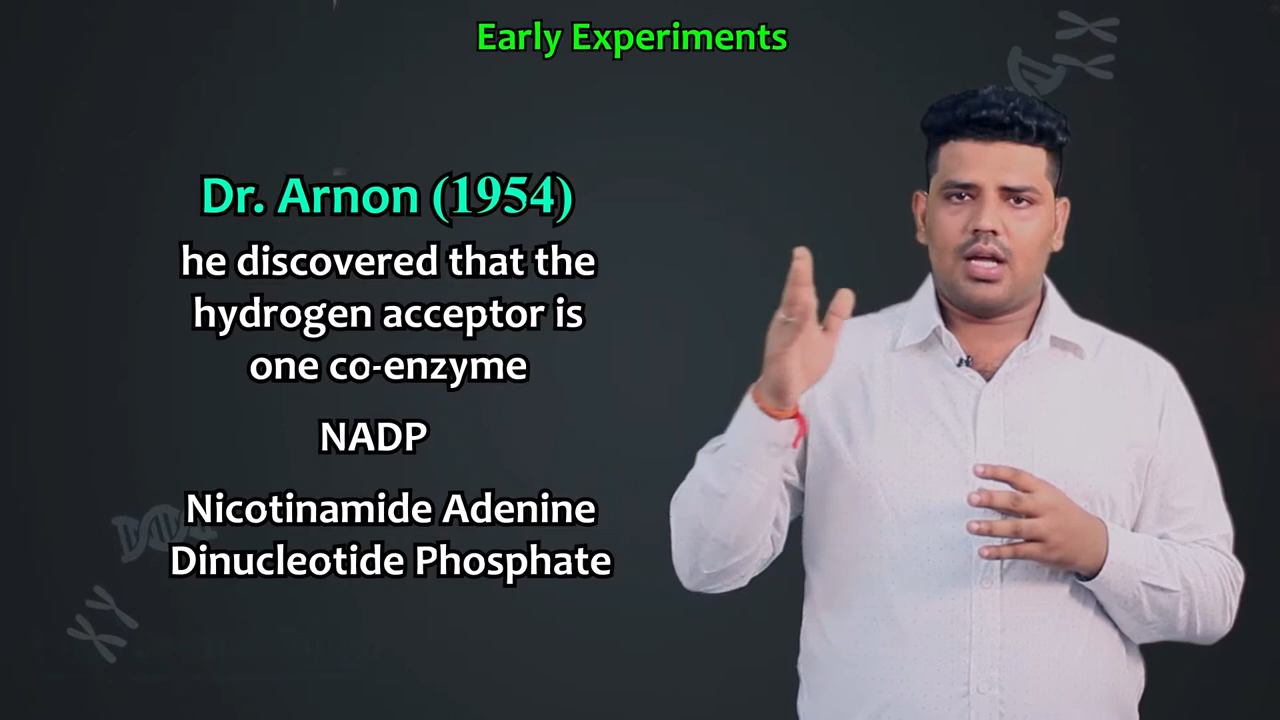 Early Experiments
Dr. Arnon (1954)
he discovered that the
hydrogen acceptor is
one co-enzyme
NADP
Nicotinamide Adenine
Dinucleotide Phosphate